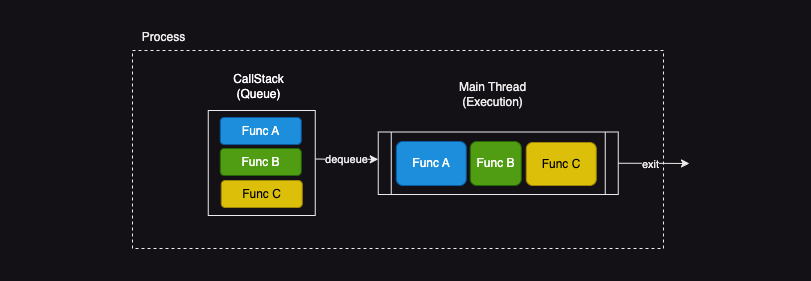 Process
CallStack
(Queue)
Func A
Func B
Func C
dequeue
Main Thread
(Execution)
Func A
Func B
Func C
exit